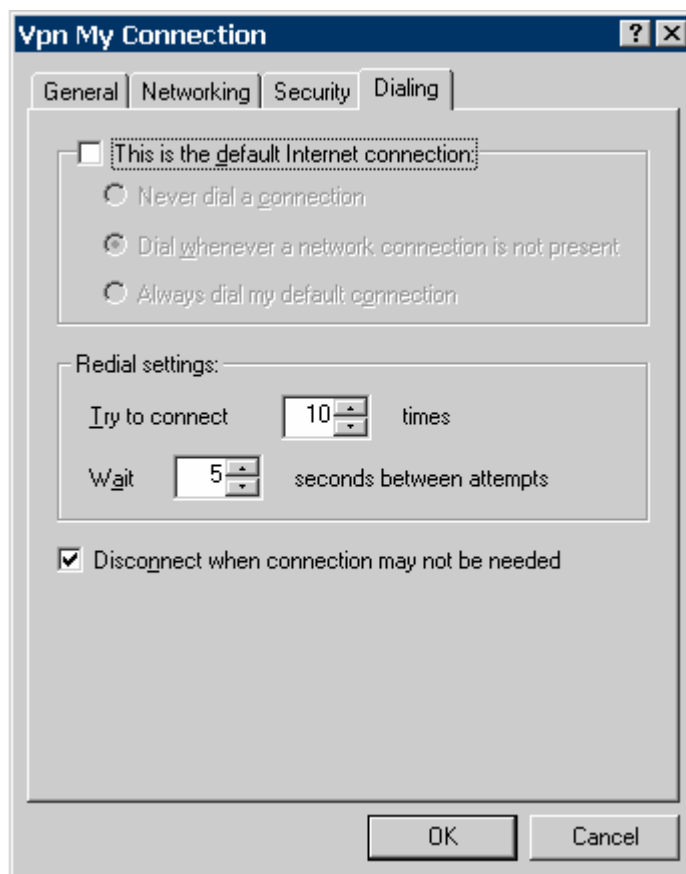 Vpn My Connection
General Networking Security Dialing
This is the default Internet connection:
Never dial a connection
Dial whenever a network connection is not present
Always dial my default connection
Redial settings:
Try to connect 10 times
Wait 5 seconds between attempts
Disconnect when connection may not be needed
OK Cancel